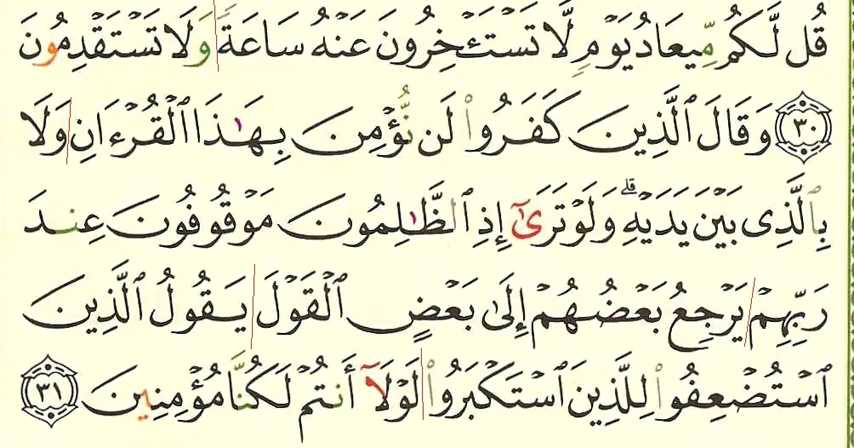 قُل لَّكُم مِّيعَادُ يَوْمٍ لَّا تَسْتَـْٔخِرُونَ عَنْهُ سَاعَةً وَلَا تَسْتَقْدِمُونَ
٣٠ وَقَالَ ٱلَّذِينَ كَفَرُوا۟ لَن نُّؤْمِنَ بِهَـٰذَا ٱلْقُرْءَانِ وَلَا
بِٱلَّذِى بَيْنَ يَدَيْهِ ۗ وَلَوْ تَرَىٰٓ إِذِ ٱلظَّـٰلِمُونَ مَوْقُوفُونَ عِندَ
رَبِّهِمْ يَرْجِعُ بَعْضُهُمْ إِلَىٰ بَعْضٍ ٱلْقَوْلَ يَقُولُ ٱلَّذِينَ
ٱسْتُضْعِفُوا۟ لِلَّذِينَ ٱسْتَكْبَرُوا۟ لَوْلَآ أَنتُمْ لَكُنَّا مُؤْمِنِينَ ٣١